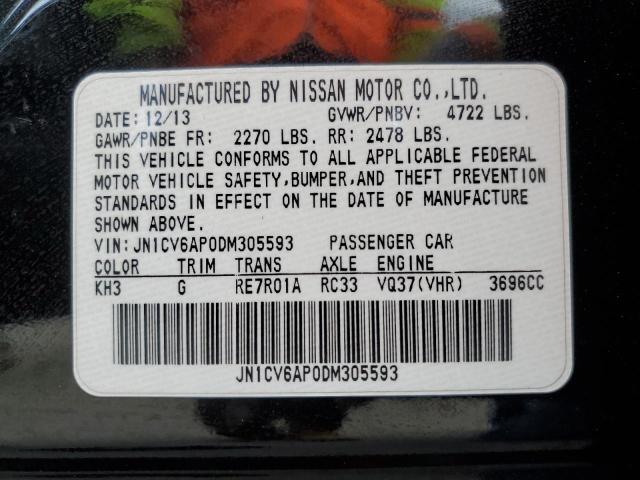 MANUFACTURED BY NISSAN MOTOR CO.,LTD.
DATE: 12/13 GVWR/PNBV: 4722 LBS.
GAWR/PNBE FR: 2270 LBS. RR: 2478 LBS.
THIS VEHICLE CONFORMS TO ALL APPLICABLE FEDERAL
MOTOR VEHICLE SAFETY,BUMPER,AND THEFT PREVENTION
STANDARDS IN EFFECT ON THE DATE OF MANUFACTURE
SHOWN ABOVE.
VIN: JN1CV6AP0DM305593 PASSENGER CAR
COLOR TRIM TRANS AXLE ENGINE
KH3 G RE7R01A RC33 VQ37(VHR) 3696CC
JN1CV6AP0DM305593